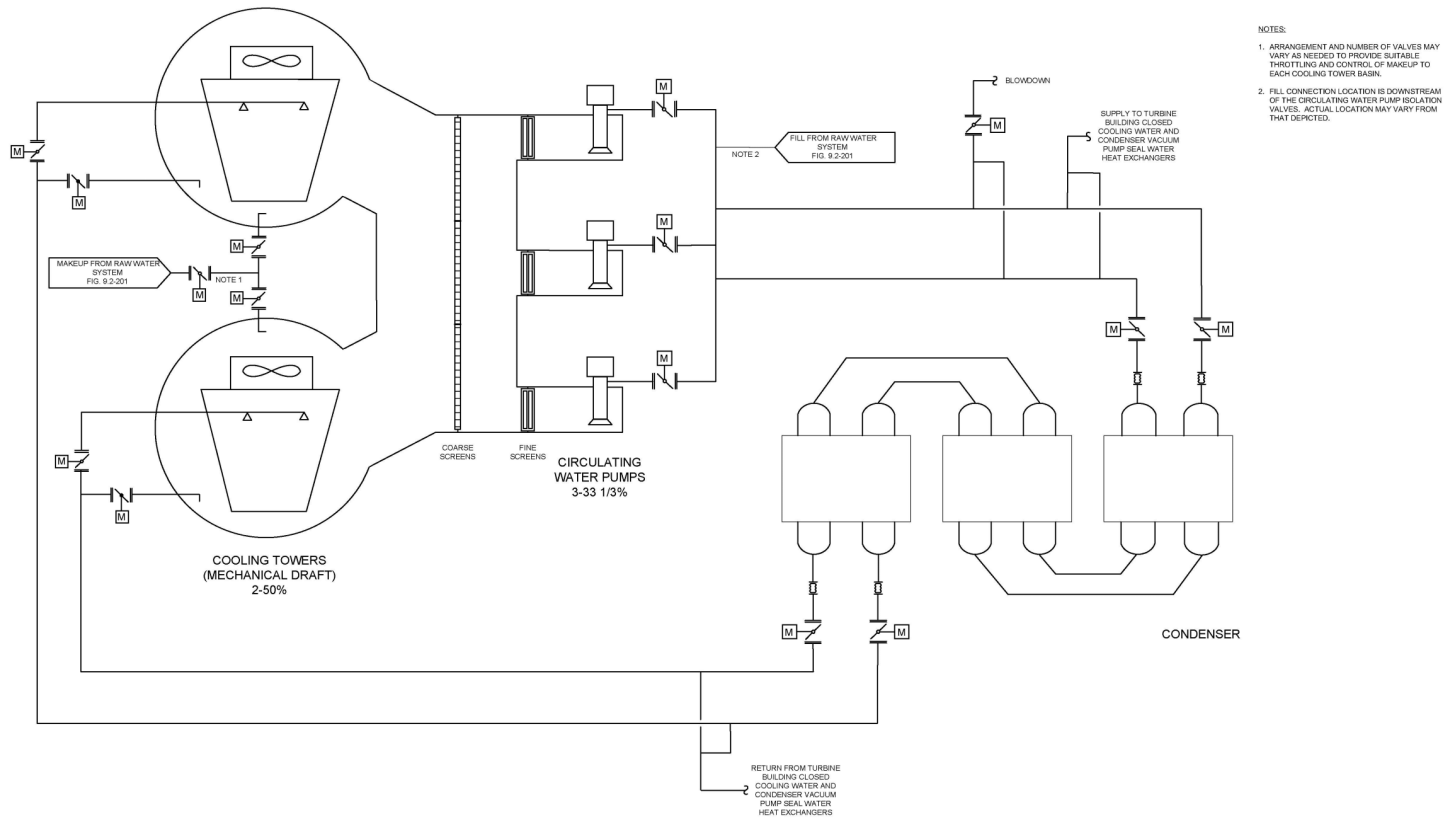 NOTES:
1. ARRANGEMENT AND NUMBER OF VALVES MAY
VARY AS NEEDED TO PROVIDE SUITABLE
THROTTLING AND CONTROL OF MAKEUP TO
EACH COOLING TOWER BASIN.
2. FILL CONNECTION LOCATION IS DOWNSTREAM
OF THE CIRCULATING WATER PUMP ISOLATION
VALVES. ACTUAL LOCATION MAY VARY FROM
THAT DEPICTED.
BLOWDOWN
M
M
M
SUPPLY TO TURBINE
BUILDING CLOSED
COOLING WATER AND
CONDENSER VACUUM
PUMP SEAL WATER
HEAT EXCHANGERS
FILL FROM RAW WATER
SYSTEM
FIG. 9.2-201
NOTE 2
M
M
M
M
MAKEUP FROM RAW WATER
SYSTEM
FIG. 9.2-201
NOTE 1
M
M
M
M
M
M
M
COARSE
SCREENS
FINE
SCREENS
CIRCULATING
WATER PUMPS
3-33 1/3%
COOLING TOWERS
(MECHANICAL DRAFT)
2-50%
M
M
CONDENSER
RETURN FROM TURBINE
BUILDING CLOSED
COOLING WATER AND
CONDENSER VACUUM
PUMP SEAL WATER
HEAT EXCHANGERS